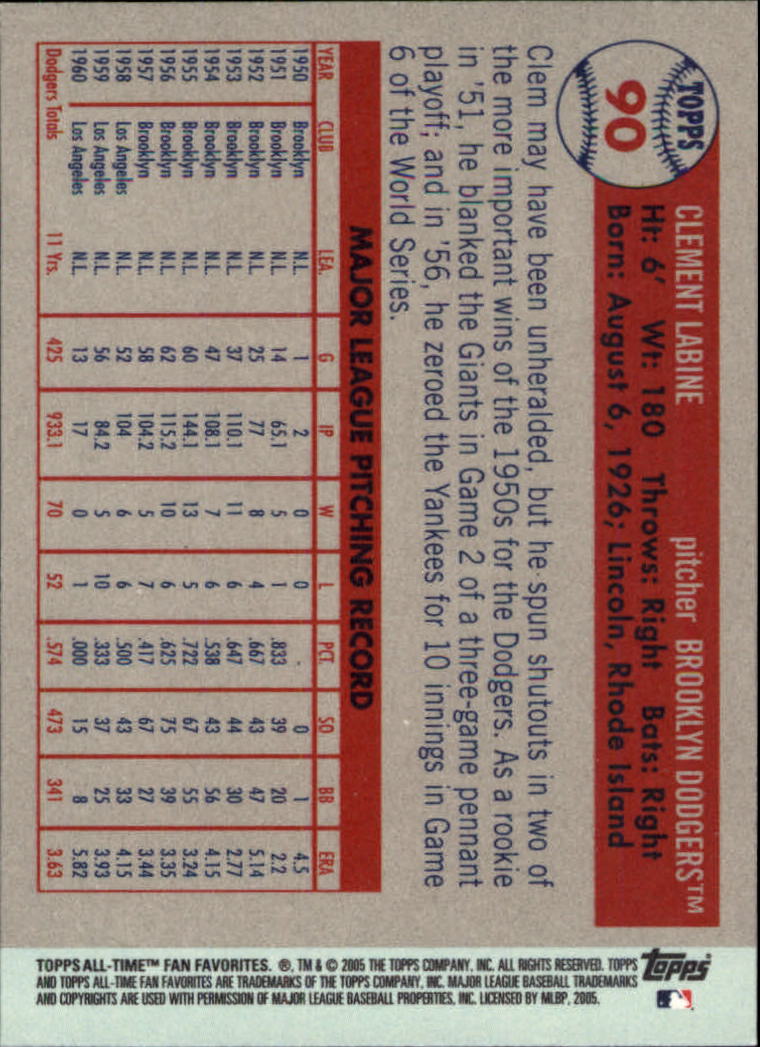 TOPPS
90
CLEMENT LABINE pitcher BROOKLYN DODGERS™
Ht: 6' Wt: 180 Throws: Right Bats: Right
Born: August 6, 1926; Lincoln, Rhode Island
Clem may have been unheralded, but he spun shutouts in two of
the more important wins of the 1950s for the Dodgers. As a rookie
in '51, he blanked the Giants in Game 2 of a three-game pennant
playoff; and in '56, he zeroed the Yankees for 10 innings in Game
6 of the World Series.
MAJOR LEAGUE PITCHING RECORD
YEAR CLUB LEA. G IP W L PCT. SO BB ERA
1950 Brooklyn N.L. 1 2 0 0 . 0 1 4.5
1951 Brooklyn N.L. 14 65.1 5 1 .833 39 20 2.2
1952 Brooklyn N.L. 25 77 8 4 .667 43 47 5.14
1953 Brooklyn N.L. 37 110.1 11 6 .647 44 30 2.77
1954 Brooklyn N.L. 47 108.1 7 6 .538 43 56 4.15
1955 Brooklyn N.L. 60 144.1 13 5 .722 67 55 3.24
1956 Brooklyn N.L. 62 115.2 10 6 .625 75 39 3.35
1957 Brooklyn N.L. 58 104.2 5 7 .417 67 27 3.44
1958 Los Angeles N.L. 52 104 6 6 .500 43 33 4.15
1959 Los Angeles N.L. 56 84.2 5 10 .333 37 25 3.93
1960 Los Angeles N.L. 13 17 0 1 .000 15 8 5.82
Dodgers Totals 11 Yrs. 425 933.1 70 52 .574 473 341 3.63
TOPPS ALL-TIME™ FAN FAVORITES. ®, TM & © 2005 THE TOPPS COMPANY, INC. ALL RIGHTS RESERVED. TOPPS
AND TOPPS ALL-TIME FAN FAVORITES ARE TRADEMARKS OF THE TOPPS COMPANY, INC. MAJOR LEAGUE BASEBALL TRADEMARKS
AND COPYRIGHTS ARE USED WITH PERMISSION OF MAJOR LEAGUE BASEBALL PROPERTIES, INC. LICENSED BY MLBP, 2005.
Topps